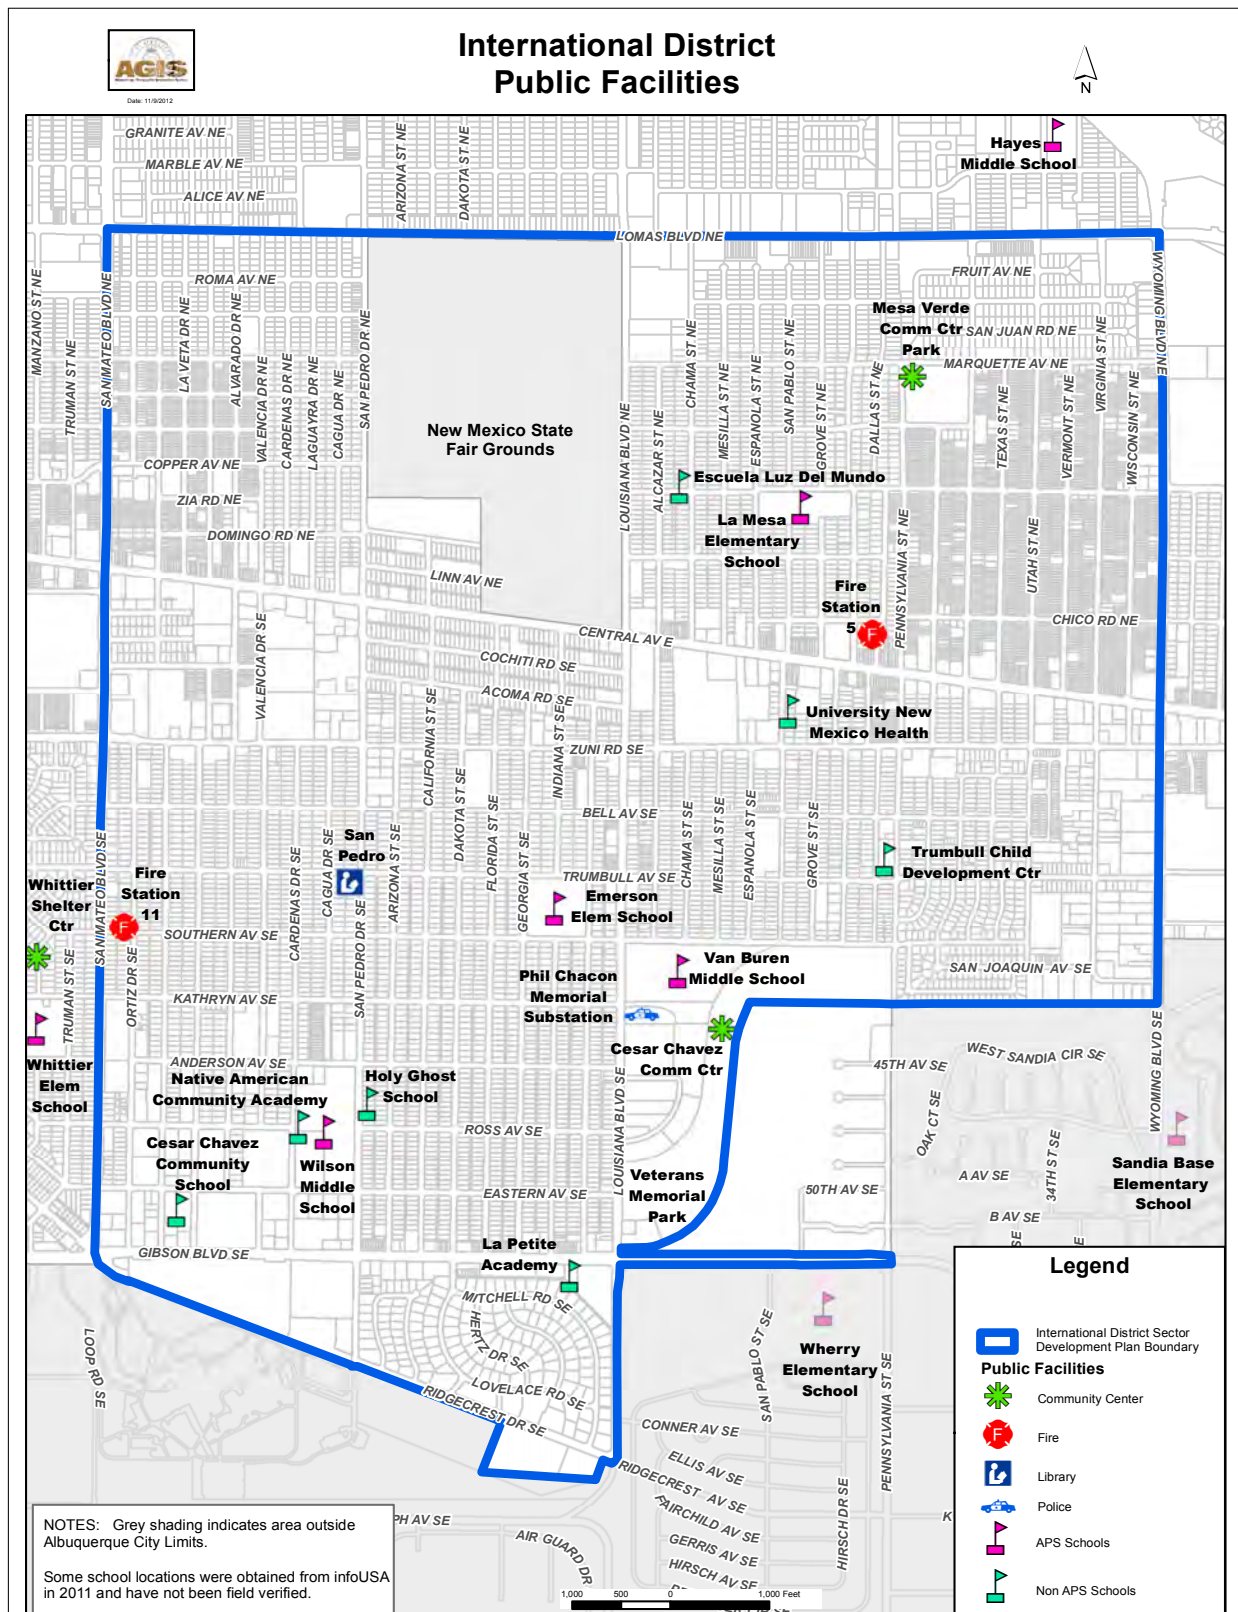 International District
Public Facilities
AGIS
Date: 11/9/2012
N
GRANITE AV NE
MARBLE AV NE
ALICE AV NE
ARIZONA ST NE
DAKOTA ST NE
Hayes
Middle School
LOMAS BLVD NE
MANZANO ST NE
TRUMAN ST NE
SAN MATEO BLVD NE
ROMA AV NE
LA VETA DR NE
ALVARADO DR NE
VALENCIA DR NE
CARDENAS DR NE
LAGUAYRA DR NE
CAGUA DR NE
SAN PEDRO DR NE
FRUIT AV NE
WYOMING BLVD NE
Mesa Verde
Comm Ctr
Park
SAN JUAN RD NE
MARQUETTE AV NE
CHAMA ST NE
MESILLA ST NE
ESPANOLA ST NE
SAN PABLO ST NE
GROVE ST NE
DALLAS ST NE
TEXAS ST NE
VERMONT ST NE
VIRGINIA ST NE
WISCONSIN ST NE
New Mexico State
Fair Grounds
LOUISIANA BLVD NE
ALCAZAR ST NE
COPPER AV NE
ZIA RD NE
DOMINGO RD NE
Escuela Luz Del Mundo
La Mesa
Elementary
School
PENNSYLVANIA ST NE
UTAH ST NE
LINN AV NE
Fire
Station
5
F
CHICO RD NE
CENTRAL AV E
COCHITI RD SE
ACOMA RD SE
VALENCIA DR SE
CALIFORNIA ST SE
INDIANA ST SE
University New
Mexico Health
ZUNI RD SE
DAKOTA ST SE
FLORIDA ST SE
GEORGIA ST SE
BELL AV SE
CHAMA ST SE
MESILLA ST SE
ESPANOLA ST SE
GROVE ST SE
San
Pedro
CAGUA DR SE
ARIZONA ST SE
CARDENAS DR SE
SAN MATEO BLVD SE
Trumbull Child
Development Ctr
TRUMBULL AV SE
Emerson
Elem School
Whittier
Shelter
Ctr
Fire
Station
11
F
SOUTHERN AV SE
SAN PEDRO DR SE
TRUMAN ST SE
ORTIZ DR SE
KATHRYN AV SE
Van Buren
Middle School
SAN JOAQUIN AV SE
Phil Chacon
Memorial
Substation
Cesar Chavez
Comm Ctr
Whittier
Elem
School
ANDERSON AV SE
Native American
Community Academy
Holy Ghost
School
45TH AV SE
WEST SANDIA CIR SE
OAK CT SE
WYOMING BLVD SE
LOUISIANA BLVD SE
ROSS AV SE
Cesar Chavez
Community
School
Wilson
Middle
School
Veterans
Memorial
Park
A AV SE
34TH ST SE
Sandia Base
Elementary
School
EASTERN AV SE
50TH AV SE
B AV SE
SE
E
GIBSON BLVD SE
La Petite
Academy
MITCHELL RD SE
HERTZ DR SE
LOVELACE RD SE
RIDGECREST DR SE
LOOP RD SE
SAN PABLO ST SE
Wherry
Elementary
School
PENNSYLVANIA ST SE
CONNER AV SE
ELLIS AV SE
RIDGECREST AV SE
FAIRCHILD AV SE
GERRIS AV SE
HIRSCH AV SE
HIRSCH DR SE
PH AV SE
AIR GUARD DR
K
Legend
International District Sector
Development Plan Boundary
Public Facilities
Community Center
F
Fire
Library
Police
APS Schools
Non APS Schools
NOTES: Grey shading indicates area outside
Albuquerque City Limits.
Some school locations were obtained from infoUSA
in 2011 and have not been field verified.
1,000 500 0 1,000 Feet